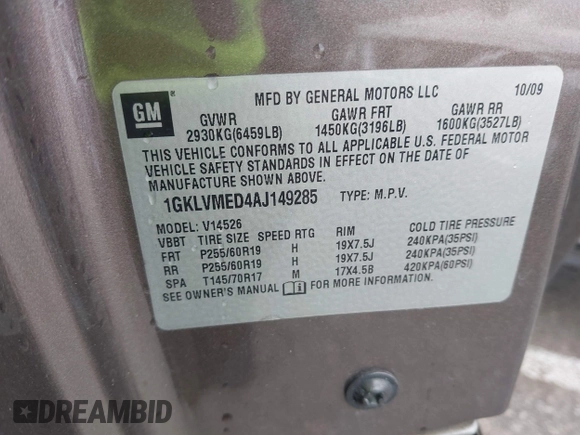 GM
MFD BY GENERAL MOTORS LLC 10/09
GVWR GAWR FRT GAWR RR
2930KG(6459LB) 1450KG(3196LB) 1600KG(3527LB)
THIS VEHICLE CONFORMS TO ALL APPLICABLE U.S. FEDERAL MOTOR
VEHICLE SAFETY STANDARDS IN EFFECT ON THE DATE OF
MANUFACTURE SHOWN ABOVE.
1GKLVMED4AJ149285 TYPE: M.P.V.
MODEL: V14526
VBBT TIRE SIZE SPEED RTG RIM COLD TIRE PRESSURE
FRT P255/60R19 H 19X7.5J 240KPA(35PSI)
RR P255/60R19 H 19X7.5J 240KPA(35PSI)
SPA T145/70R17 M 17X4.5B 420KPA(60PSI)
SEE OWNER'S MANUAL FOR MORE INFORMATION.
DREAMBID